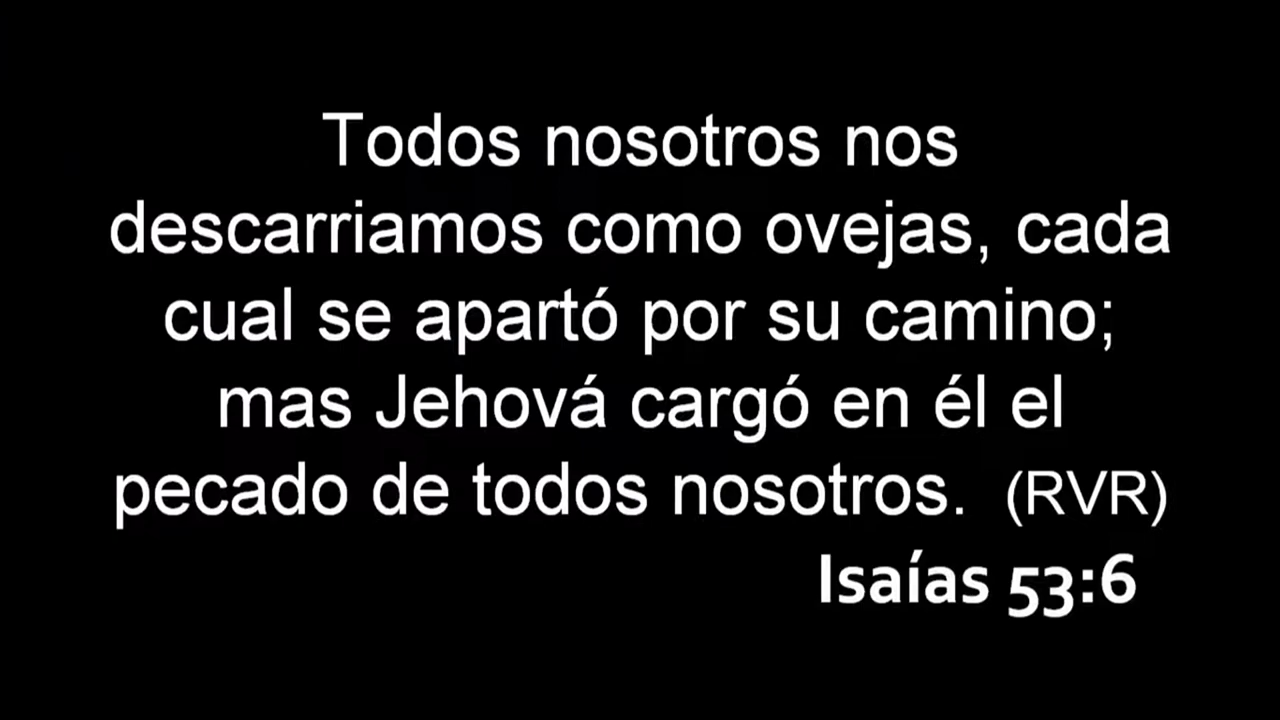 Todos nosotros nos
descarriamos como ovejas, cada
cual se apartó por su camino;
mas Jehová cargó en él el
pecado de todos nosotros. (RVR)
Isaías 53:6